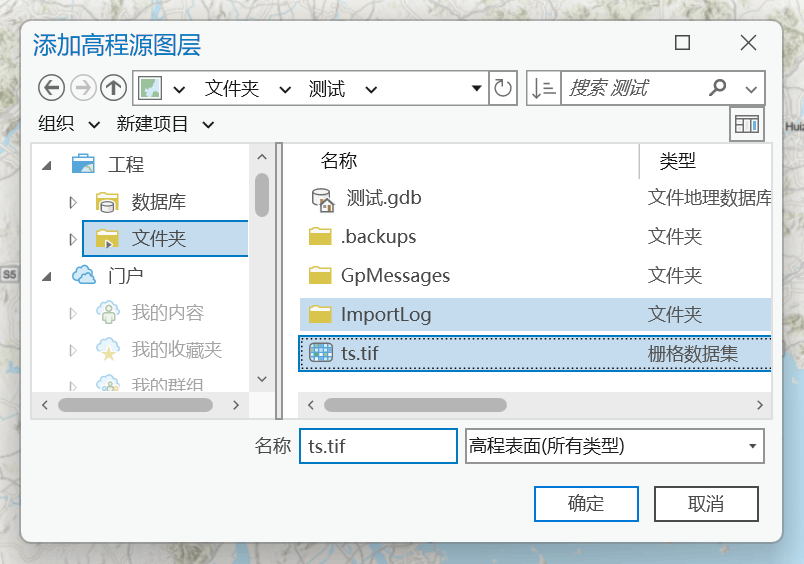 添加高程源图层
文件夹 测试 搜索 测试
组织 新建项目
工程
数据库
文件夹
门户
我的内容
我的收藏夹
我的群组
名称 类型
测试.gdb 文件地理数据库
.backups 文件夹
GpMessages 文件夹
ImportLog 文件夹
ts.tif 栅格数据集
名称 ts.tif 高程表面(所有类型)
确定 取消
S5
Huiz